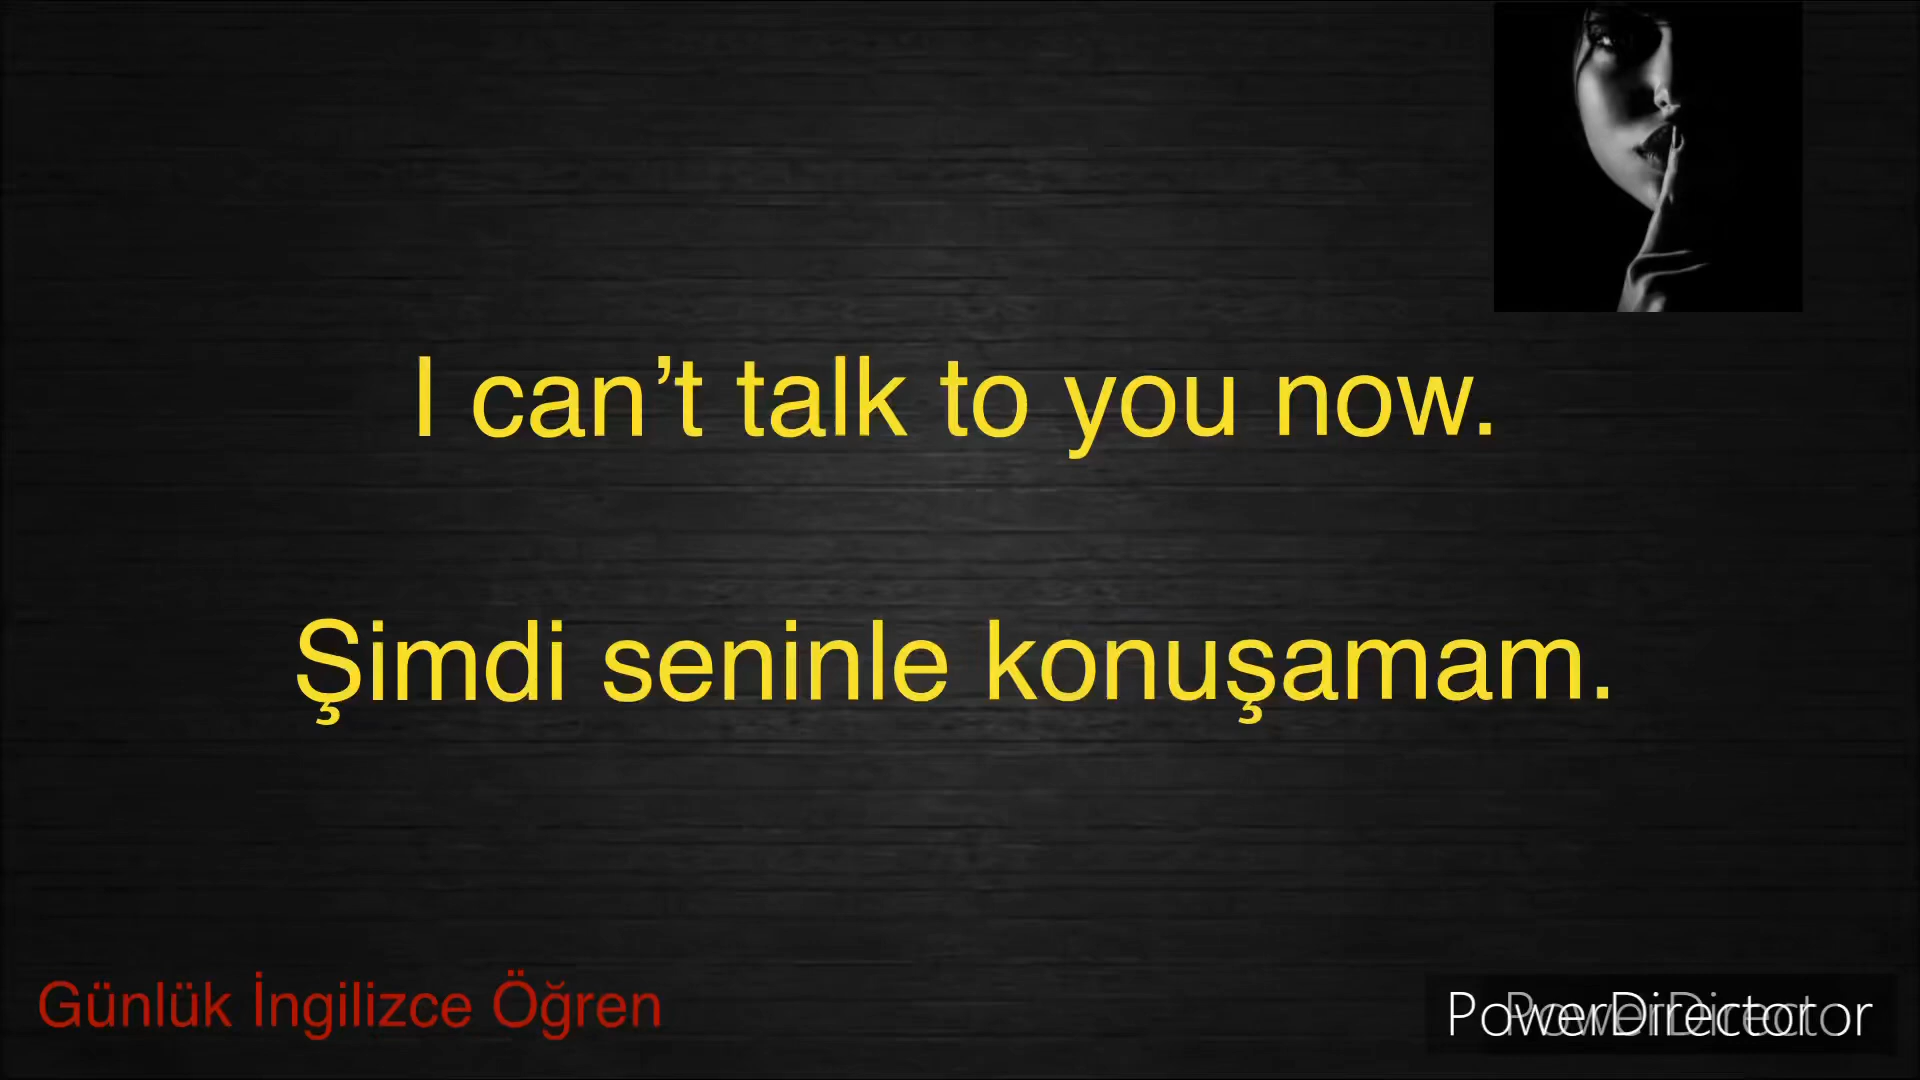 I can’t talk to you now.
Şimdi seninle konuşamam.
Günlük İngilizce Öğren
PowerDirector